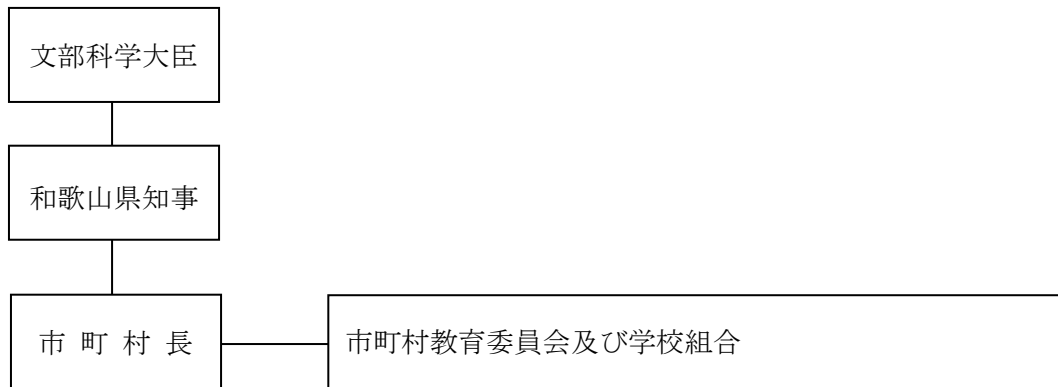 文部科学大臣
和歌山県知事
市町村長
市町村教育委員会及び学校組合